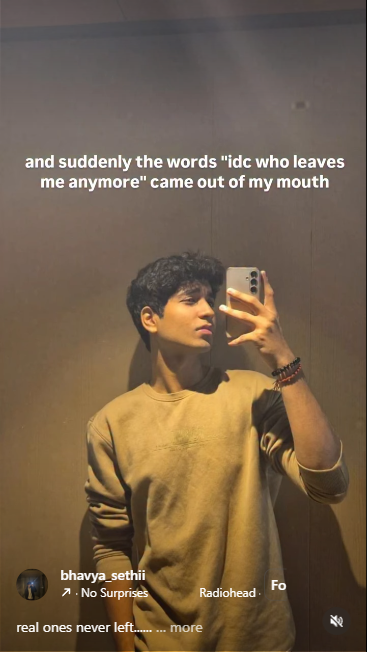 and suddenly the words "idc who leaves
me anymore" came out of my mouth
bhavya_sethii
· No Surprises Radiohead · Fo
real ones never left...... ... more